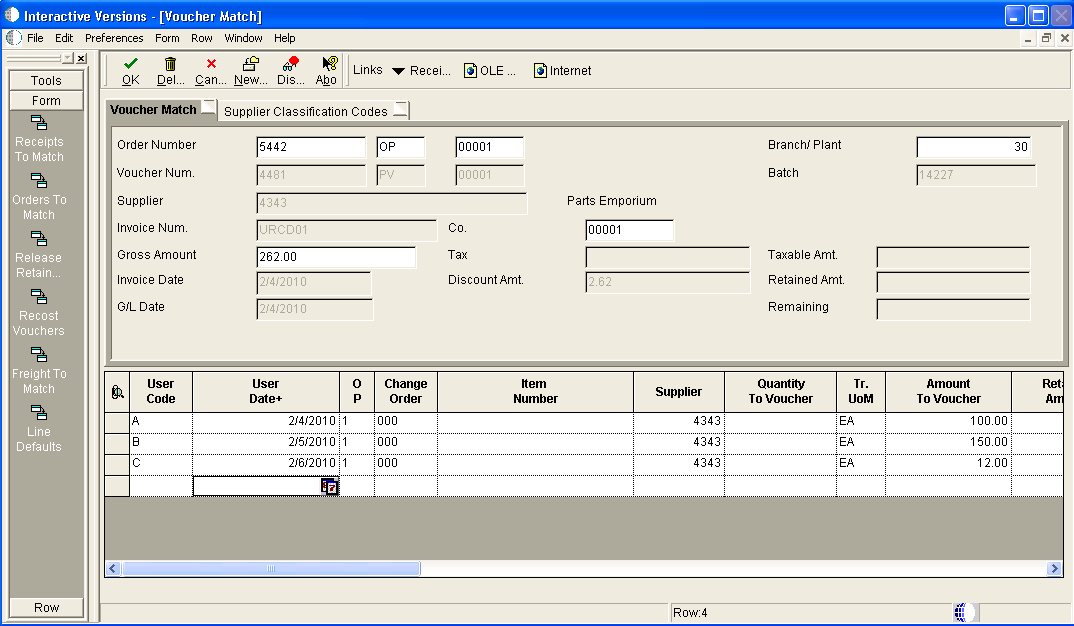 Interactive Versions - [Voucher Match]
File Edit Preferences Form Row Window Help
Tools
Form
Receipts To Match
Orders To Match
Release Retain...
Recost Vouchers
Freight To Match
Line Defaults
Row
OK Del... Can... New... Dis... Abo Links Recei... OLE ... Internet
Voucher Match Supplier Classification Codes
Order Number 5442 OP 00001 Branch/ Plant 30
Voucher Num. 4481 PV 00001 Batch 14227
Supplier 4343 Parts Emporium
Invoice Num. URCD01 Co. 00001
Gross Amount 262.00 Tax Taxable Amt.
Invoice Date 2/4/2010 Discount Amt. 2.62 Retained Amt.
G/L Date 2/4/2010 Remaining
User Code User Date+ O P Change Order Item Number Supplier Quantity To Voucher Tr. UoM Amount To Voucher Reta Am
A 2/4/2010 1 000 4343 EA 100.00
B 2/5/2010 1 000 4343 EA 150.00
C 2/6/2010 1 000 4343 EA 12.00
Row:4